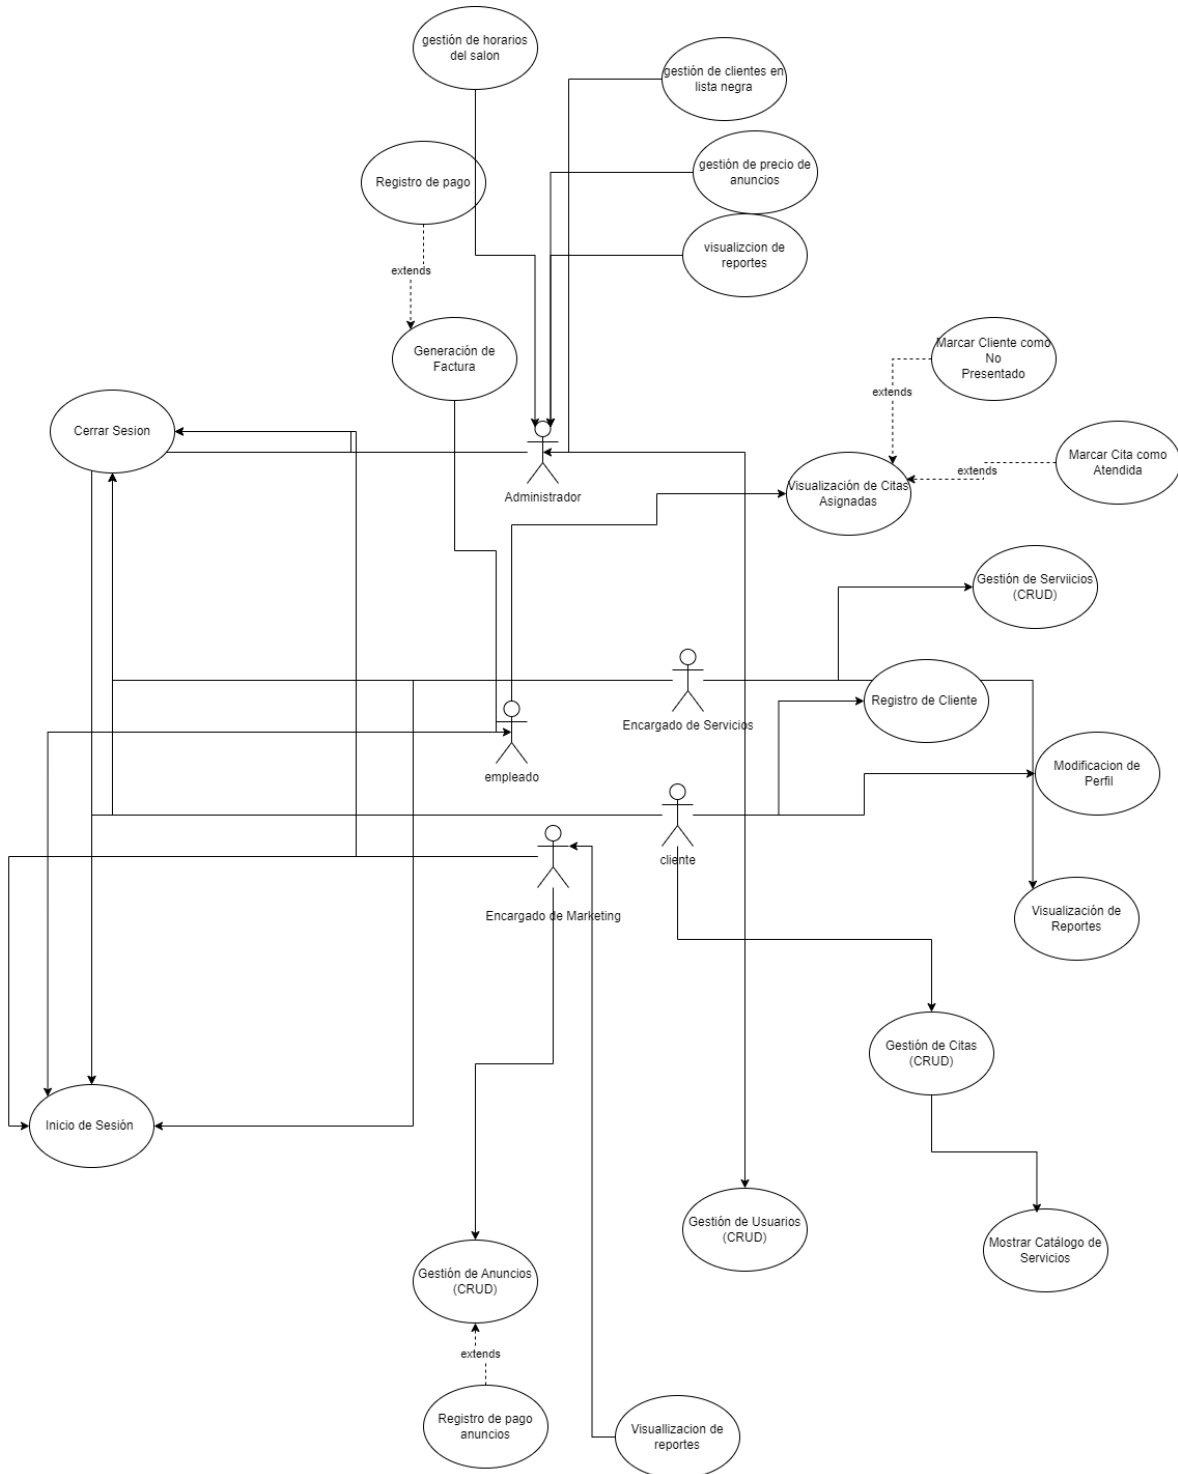 gestión de horarios
del salon
gestión de clientes en
lista negra
Registro de pago
gestión de precio de
anuncios
visualizcion de
reportes
extends
Generación de
Factura
Marcar Cliente como
No
Presentado
extends
Cerrar Sesion
Marcar Cita como
Atendida
extends
Administrador
Visualización de Citas
Asignadas
Gestión de Serviicios
(CRUD)
Registro de Cliente
Encargado de Servicios
empleado
Modificacion de
Perfil
cliente
Encargado de Marketing
Visualización de
Reportes
Gestión de Citas
(CRUD)
Inicio de Sesión
Gestión de Usuarios
(CRUD)
Mostrar Catálogo de
Servicios
Gestión de Anuncios
(CRUD)
extends
Registro de pago
anuncios
Visuallizacion de
reportes